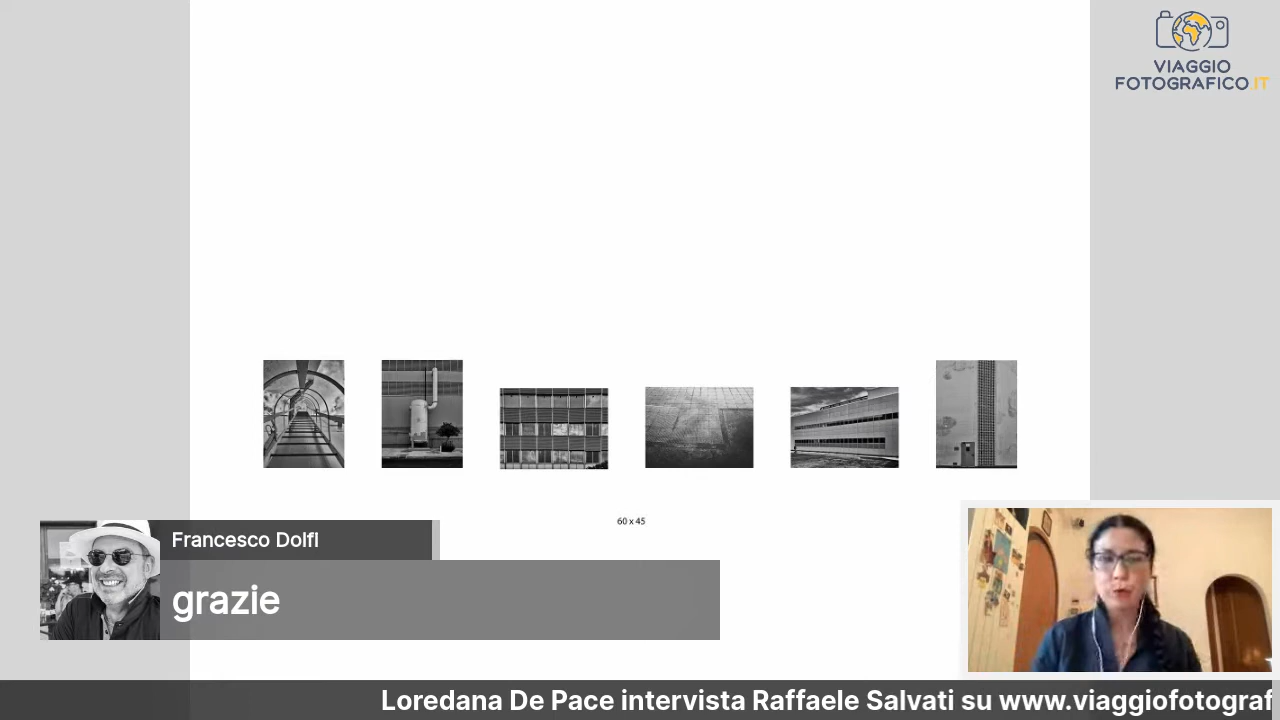 VIAGGIO
FOTOGRAFICO.IT
60 x 45
Francesco Dolfi
grazie
Loredana De Pace intervista Raffaele Salvati su www.viaggiofotograf